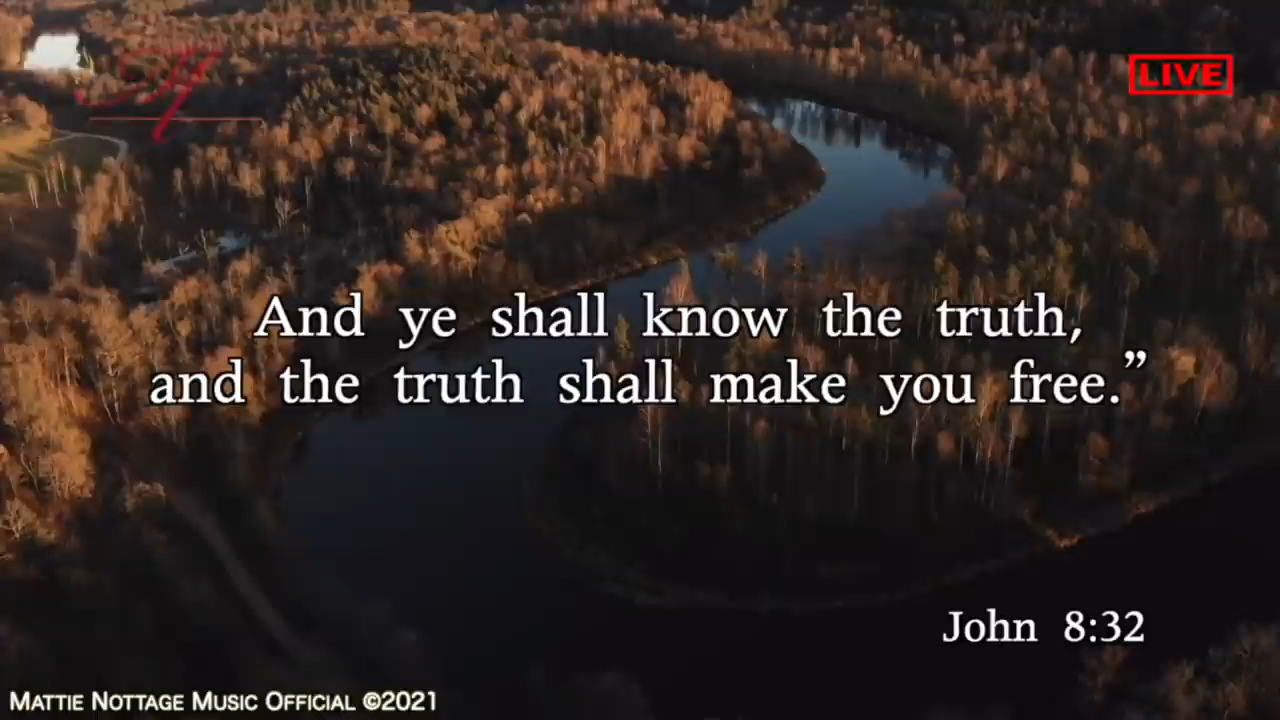 LIVE
And ye shall know the truth,
and the truth shall make you free.”
John 8:32
MATTIE NOTTAGE MUSIC OFFICIAL ©2021